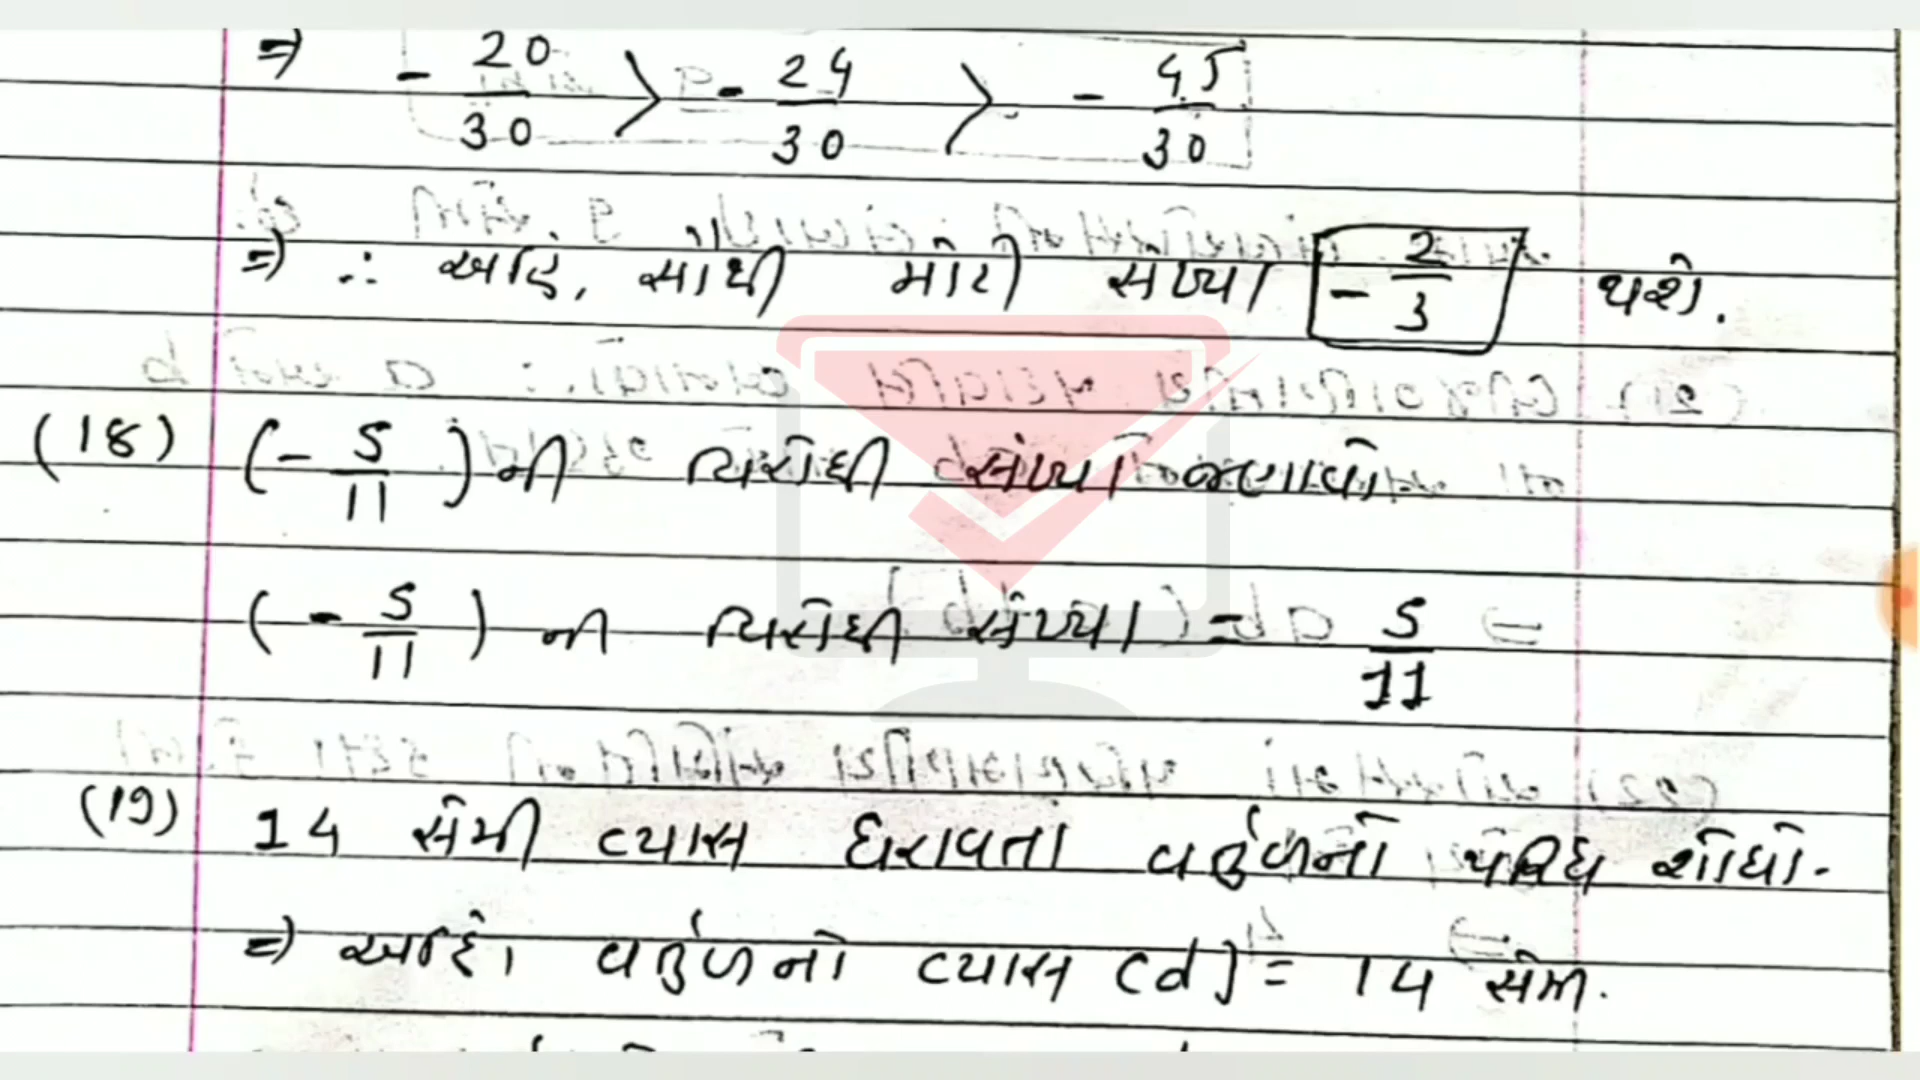 ⇒ - 20/30 > - 24/30 > - 45/30
⇒ ∴ અહિં, સૌથી મોટી સંખ્યા - 2/3 થશે.
(18) (- 5/11) ની વિરોધી સંખ્યા જણાવો
(- 5/11) ની વિરોધી સંખ્યા = 5/11
(19) 14 સેમી વ્યાસ ધરાવતા વર્તુળનો પરિઘ શોધો.
⇒ અહિં, વર્તુળનો વ્યાસ (d) = 14 સેમી.